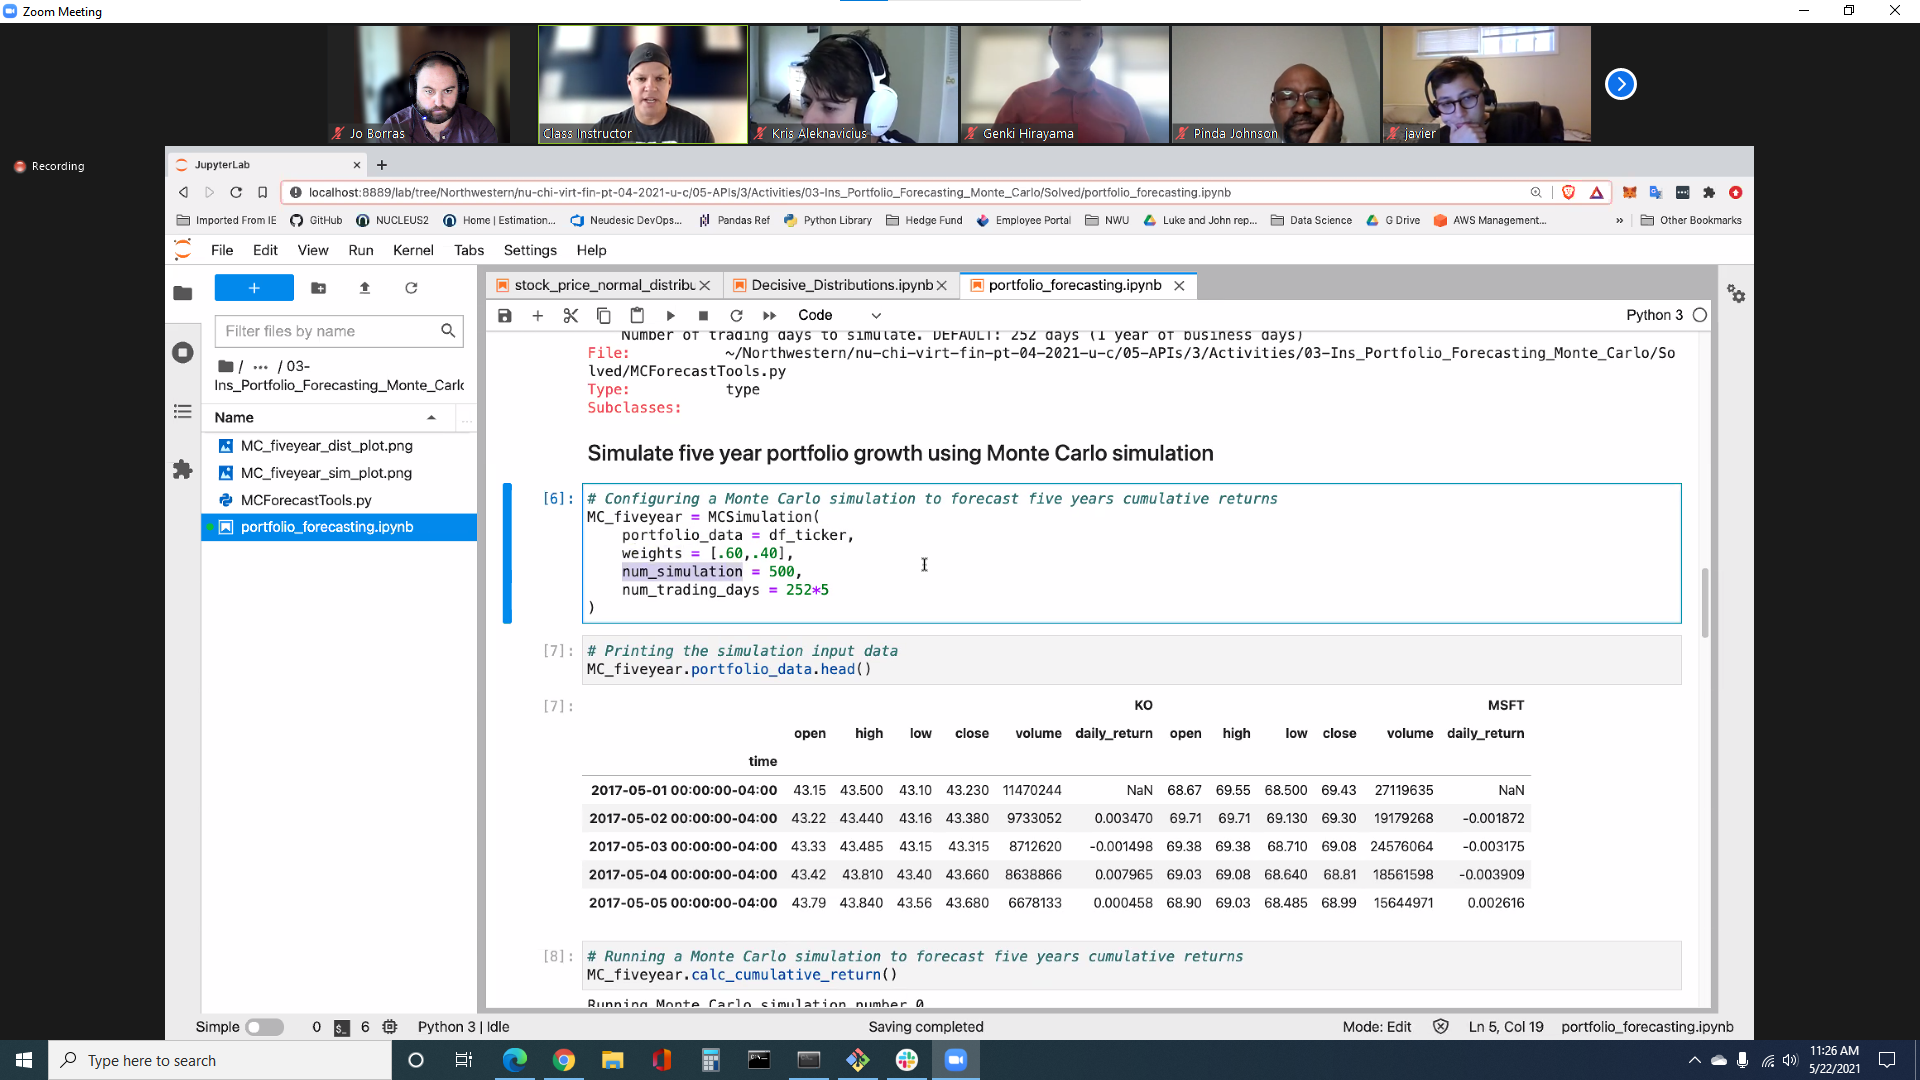 Zoom Meeting
Jo Borras
Class Instructor
Kris Aleknavicius
Genki Hirayama
Pinda Johnson
javier
Recording
JupyterLab
localhost:8889/lab/tree/Northwestern/nu-chi-virt-fin-pt-04-2021-u-c/05-APIs/3/Activities/03-Ins_Portfolio_Forecasting_Monte_Carlo/Solved/portfolio_forecasting.ipynb
Imported From IE GitHub NUCLEUS2 Home | Estimation... Neudesic DevOps... Pandas Ref Python Library Hedge Fund Employee Portal NWU Luke and John rep... Data Science G Drive AWS Management... » Other Bookmarks
File Edit View Run Kernel Tabs Settings Help
stock_price_normal_distribu Decisive_Distributions.ipynb portfolio_forecasting.ipynb
Code
Python 3
Filter files by name
/ ... / 03-
Ins_Portfolio_Forecasting_Monte_Carlo
Name
MC_fiveyear_dist_plot.png
MC_fiveyear_sim_plot.png
MCForecastTools.py
portfolio_forecasting.ipynb
Number of trading days to simulate. DEFAULT: 252 days (1 year of business days)
File: ~/Northwestern/nu-chi-virt-fin-pt-04-2021-u-c/05-APIs/3/Activities/03-Ins_Portfolio_Forecasting_Monte_Carlo/So
lved/MCForecastTools.py
Type: type
Subclasses:
Simulate five year portfolio growth using Monte Carlo simulation
[6]: # Configuring a Monte Carlo simulation to forecast five years cumulative returns
MC_fiveyear = MCSimulation(
portfolio_data = df_ticker,
weights = [.60,.40],
num_simulation = 500,
num_trading_days = 252*5
)
[7]: # Printing the simulation input data
MC_fiveyear.portfolio_data.head()
[7]: KO MSFT
open high low close volume daily_return open high low close volume daily_return
time
2017-05-01 00:00:00-04:00 43.15 43.500 43.10 43.230 11470244 NaN 68.67 69.55 68.500 69.43 27119635 NaN
2017-05-02 00:00:00-04:00 43.22 43.440 43.16 43.380 9733052 0.003470 69.71 69.71 69.130 69.30 19179268 -0.001872
2017-05-03 00:00:00-04:00 43.33 43.485 43.15 43.315 8712620 -0.001498 69.38 69.38 68.710 69.08 24576064 -0.003175
2017-05-04 00:00:00-04:00 43.42 43.810 43.40 43.660 8638866 0.007965 69.03 69.08 68.640 68.81 18561598 -0.003909
2017-05-05 00:00:00-04:00 43.79 43.840 43.56 43.680 6678133 0.000458 68.90 69.03 68.485 68.99 15644971 0.002616
[8]: # Running a Monte Carlo simulation to forecast five years cumulative returns
MC_fiveyear.calc_cumulative_return()
Running Monte Carlo simulation number 0
Simple 0 6 Python 3 | Idle Saving completed Mode: Edit Ln 5, Col 19 portfolio_forecasting.ipynb
Type here to search
11:26 AM
5/22/2021